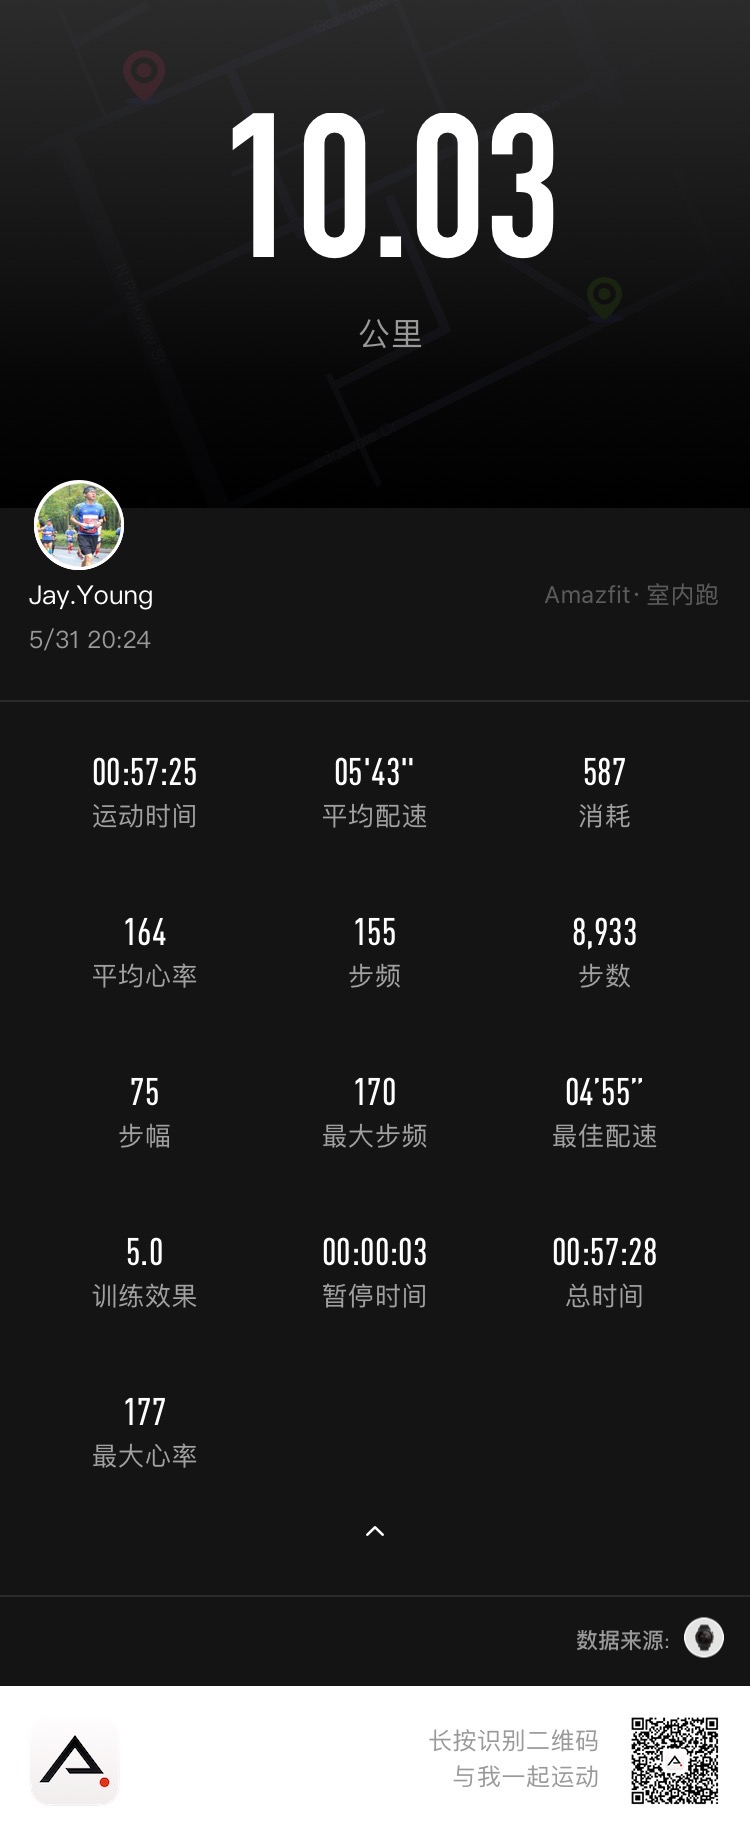 10.03
公里
Jay.Young
Amazfit· 室内跑
5/31 20:24
00:57:25
05'43"
587
运动时间
平均配速
消耗
164
155
8,933
平均心率
步频
步数
75
170
04’55”
步幅
最大步频
最佳配速
5.0
00:00:03
00:57:28
训练效果
暂停时间
总时间
177
最大心率
数据来源:
长按识别二维码
与我一起运动